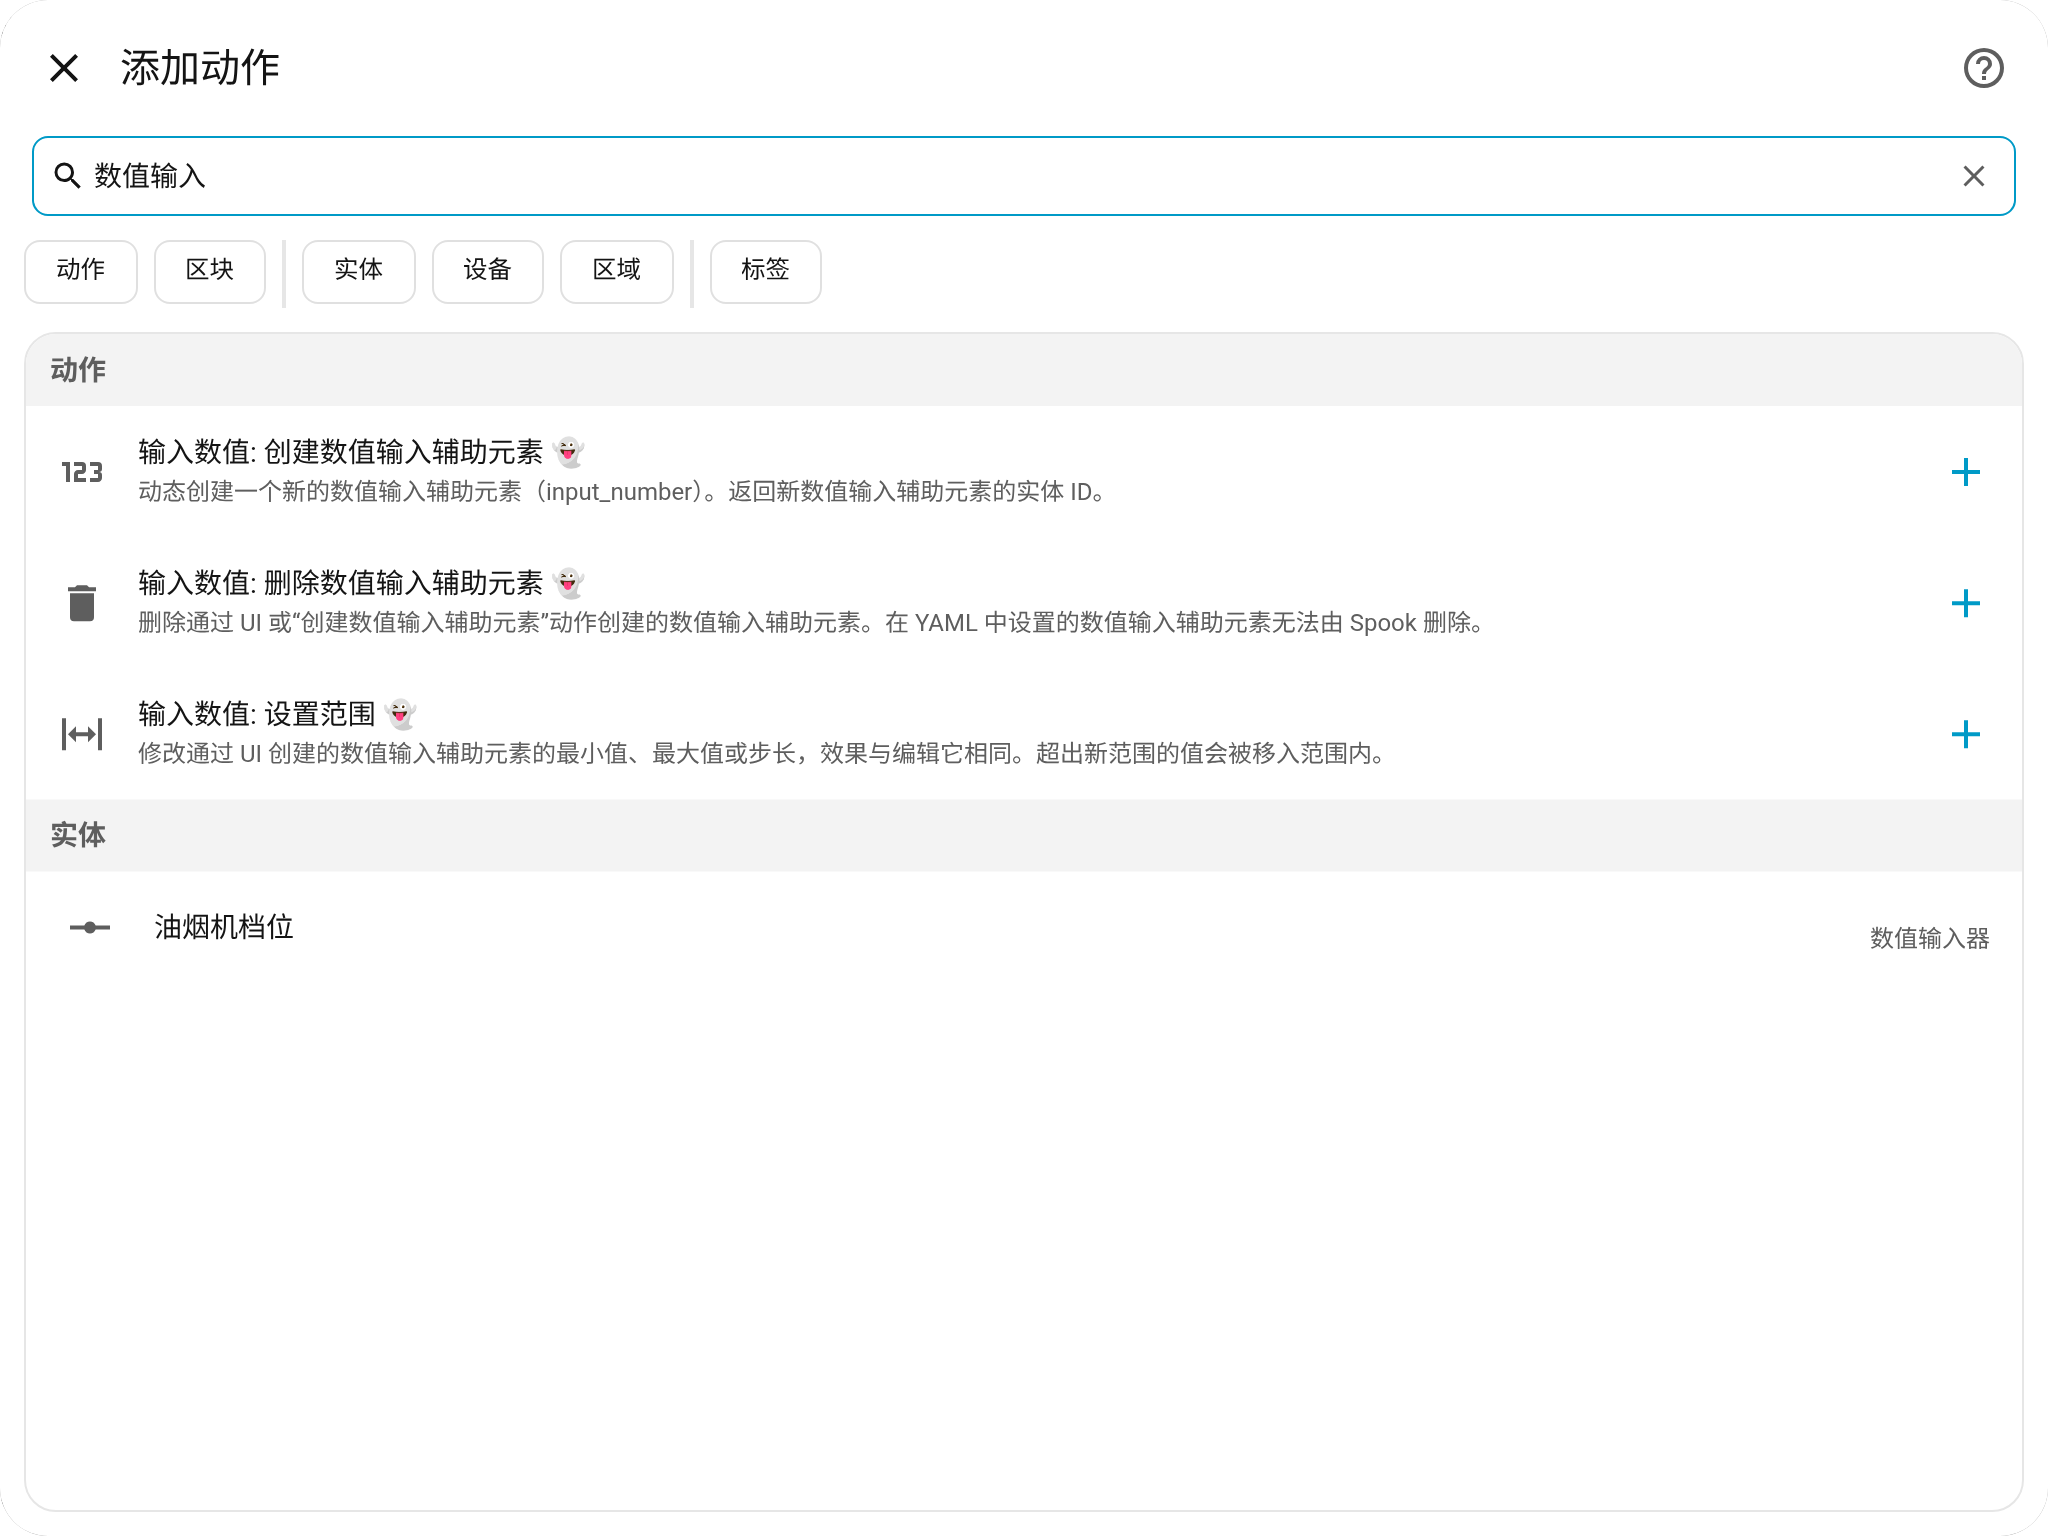 添加动作
数值输入
动作 区块 实体 设备 区域 标签
动作
123 输入数值: 创建数值输入辅助元素 👻
动态创建一个新的数值输入辅助元素（input_number）。返回新数值输入辅助元素的实体 ID。
输入数值: 删除数值输入辅助元素 👻
删除通过 UI 或“创建数值输入辅助元素”动作创建的数值输入辅助元素。在 YAML 中设置的数值输入辅助元素无法由 Spook 删除。
输入数值: 设置范围 👻
修改通过 UI 创建的数值输入辅助元素的最小值、最大值或步长，效果与编辑它相同。超出新范围的值会被移入范围内。
实体
油烟机档位
数值输入器